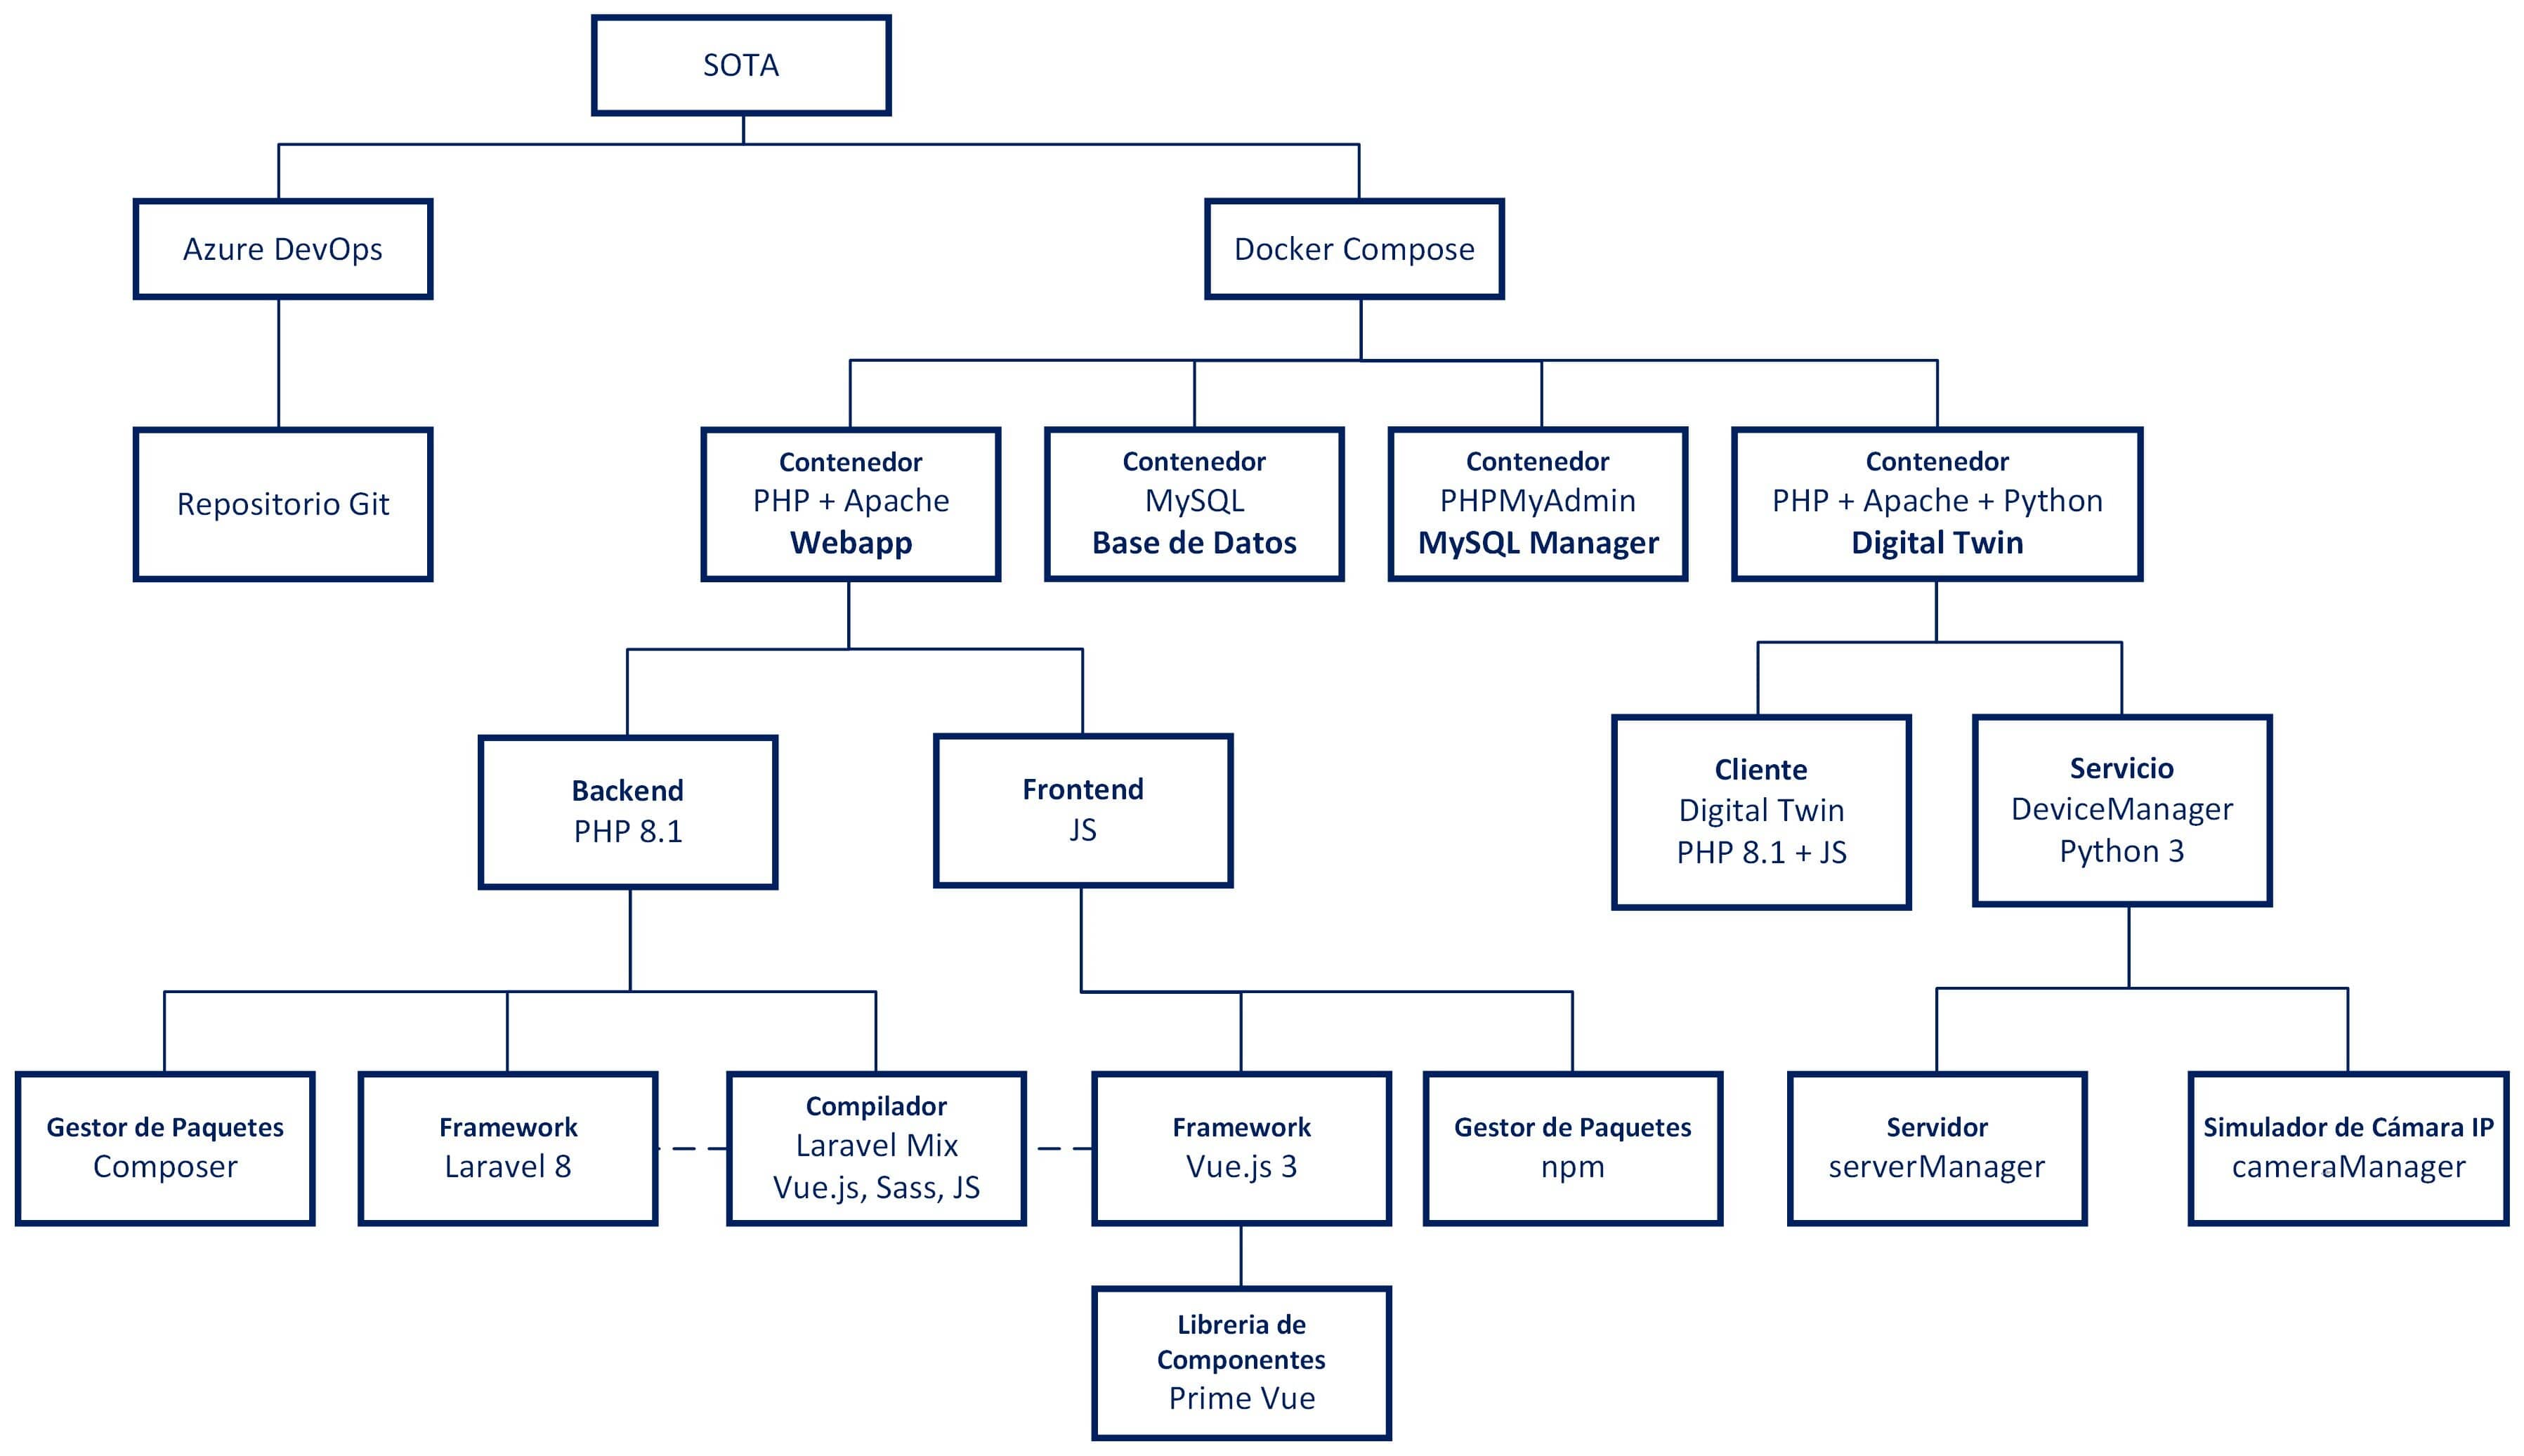 SOTA
Azure DevOps
Docker Compose
Repositorio Git
Contenedor
PHP + Apache
Webapp
Contenedor
MySQL
Base de Datos
Contenedor
PHPMyAdmin
MySQL Manager
Contenedor
PHP + Apache + Python
Digital Twin
Backend
PHP 8.1
Frontend
JS
Cliente
Digital Twin
PHP 8.1 + JS
Servicio
DeviceManager
Python 3
Gestor de Paquetes
Composer
Framework
Laravel 8
Compilador
Laravel Mix
Vue.js, Sass, JS
Framework
Vue.js 3
Gestor de Paquetes
npm
Servidor
serverManager
Simulador de Cámara IP
cameraManager
Libreria de
Componentes
Prime Vue